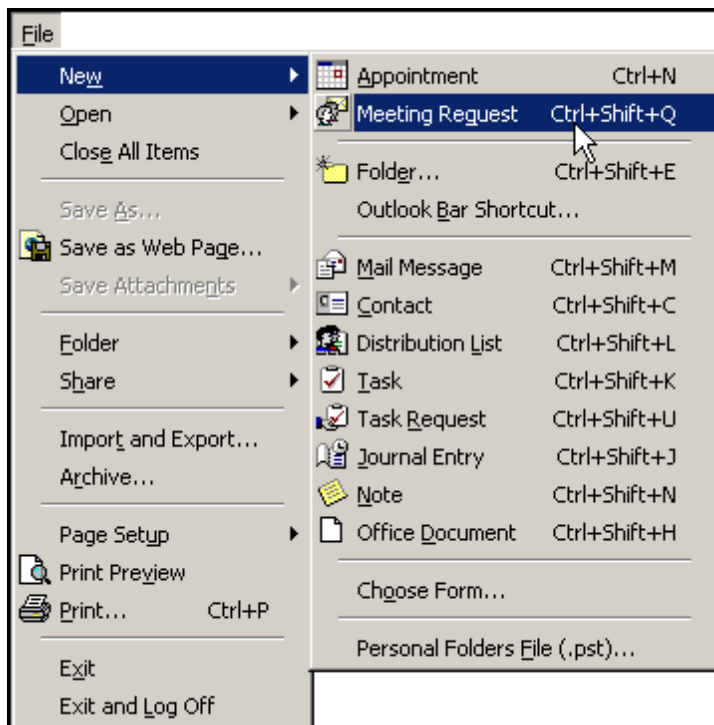 File
New
Open
Close All Items
Save As...
Save as Web Page...
Save Attachments
Folder
Share
Import and Export...
Archive...
Page Setup
Print Preview
Print... Ctrl+P
Exit
Exit and Log Off
Appointment Ctrl+N
Meeting Request Ctrl+Shift+Q
Folder... Ctrl+Shift+E
Outlook Bar Shortcut...
Mail Message Ctrl+Shift+M
Contact Ctrl+Shift+C
Distribution List Ctrl+Shift+L
Task Ctrl+Shift+K
Task Request Ctrl+Shift+U
Journal Entry Ctrl+Shift+J
Note Ctrl+Shift+N
Office Document Ctrl+Shift+H
Choose Form...
Personal Folders File (.pst)...